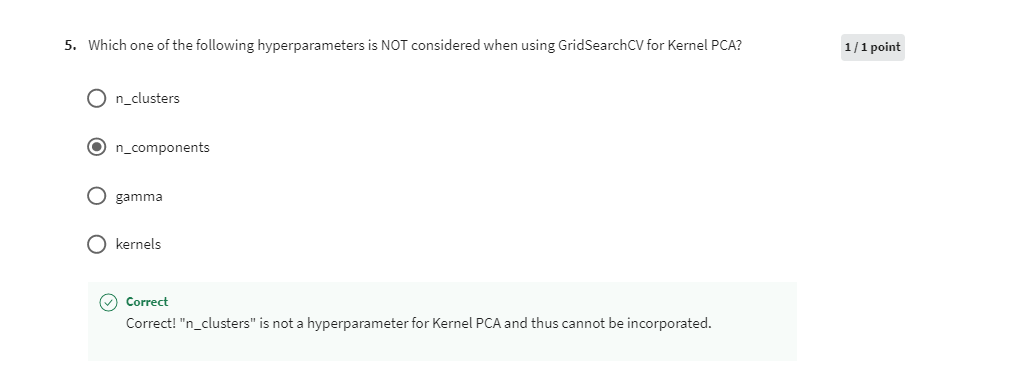 5. Which one of the following hyperparameters is NOT considered when using GridSearchCV for Kernel PCA?
1 / 1 point
n_clusters
n_components
gamma
kernels
Correct
Correct! "n_clusters" is not a hyperparameter for Kernel PCA and thus cannot be incorporated.